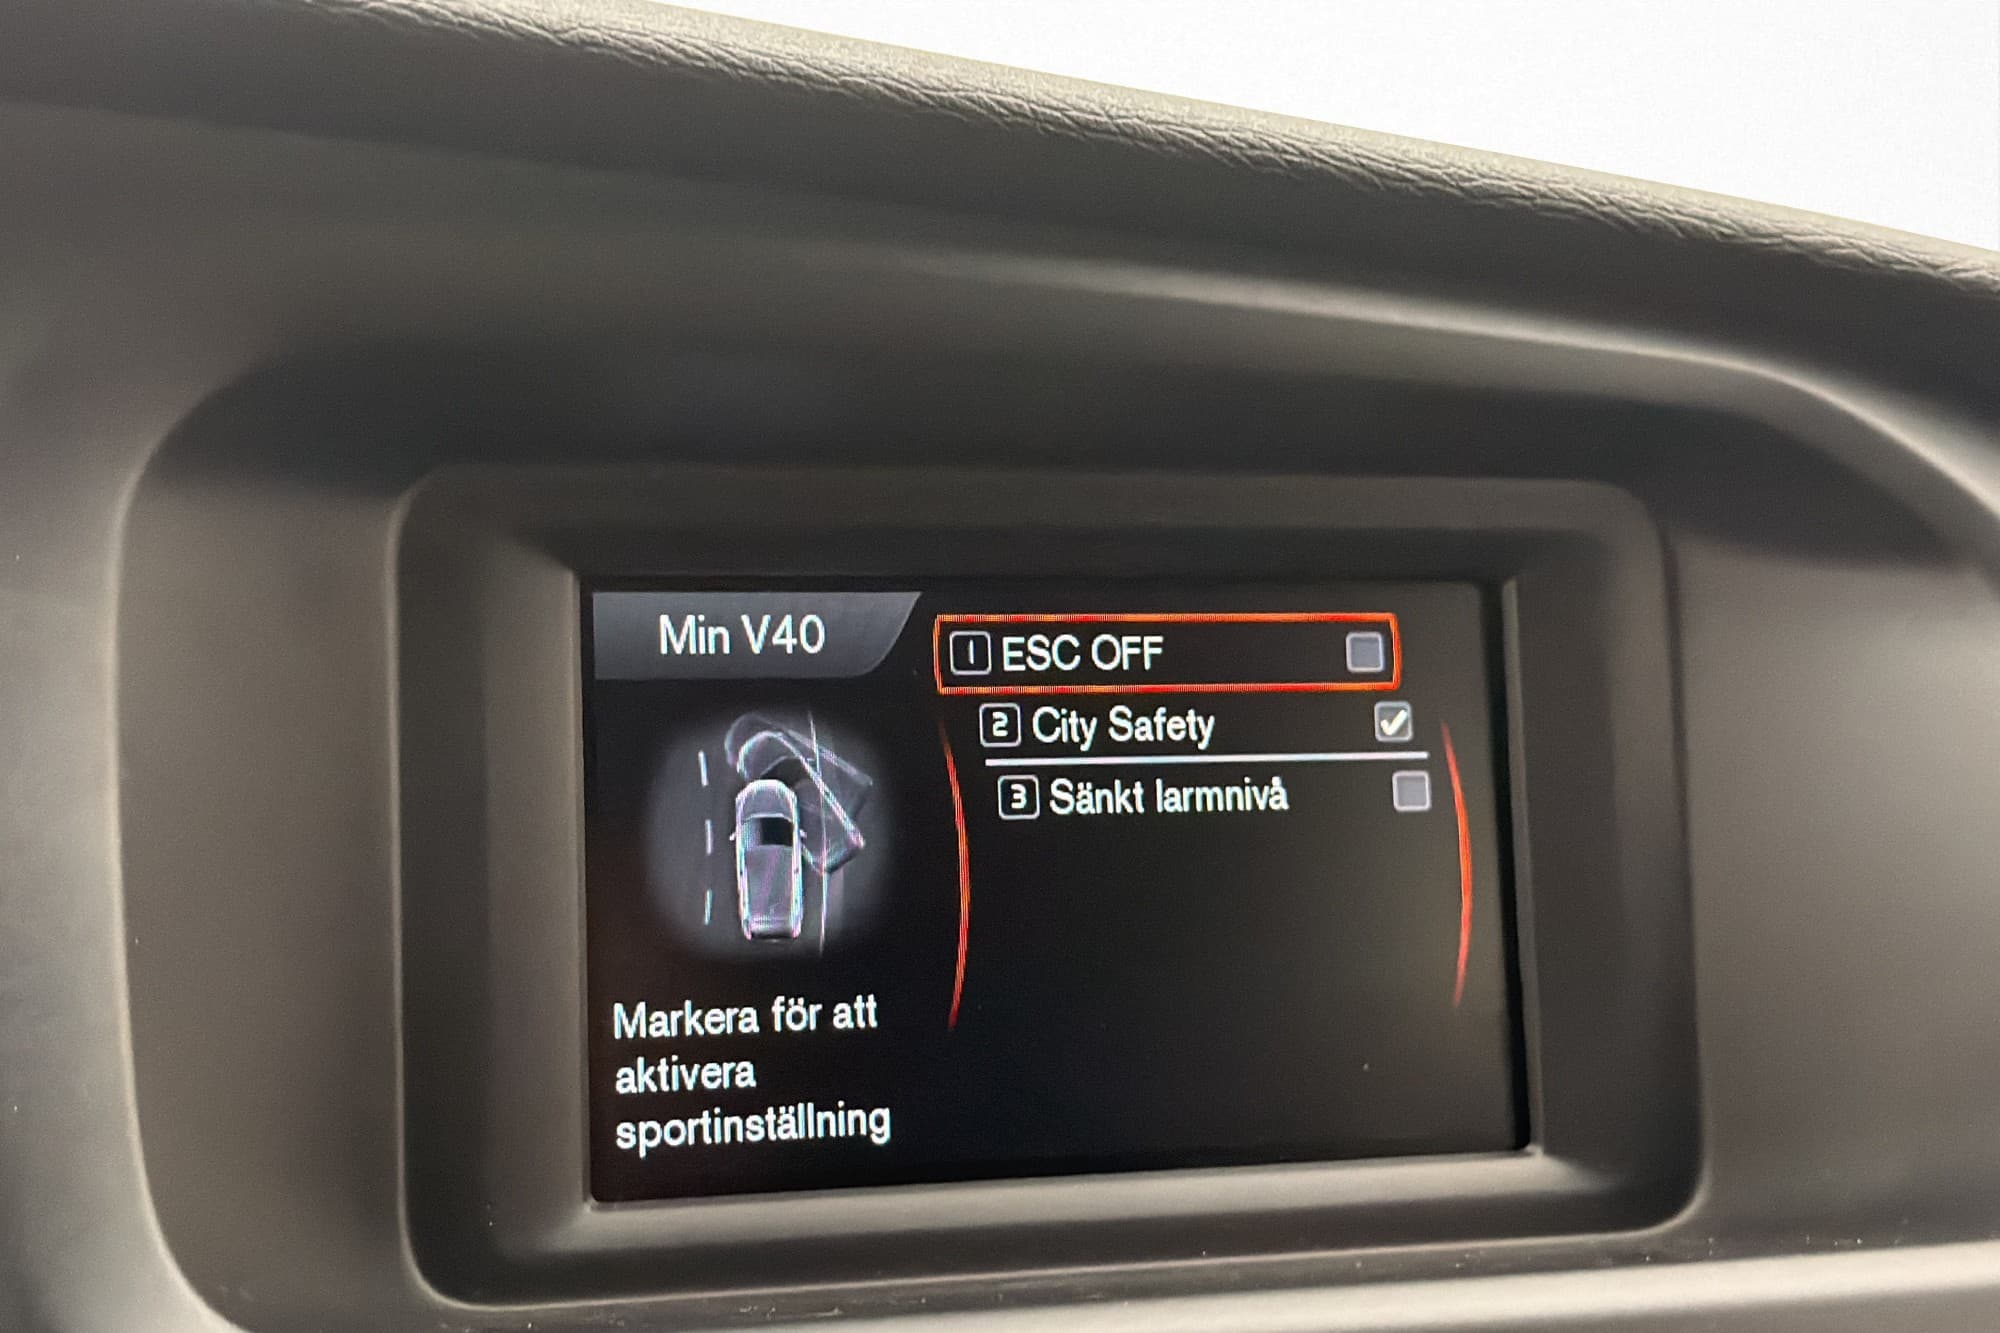 Min V40
1 ESC OFF
2 City Safety
3 Sänkt larmnivå
Markera för att
aktivera
sportinställning